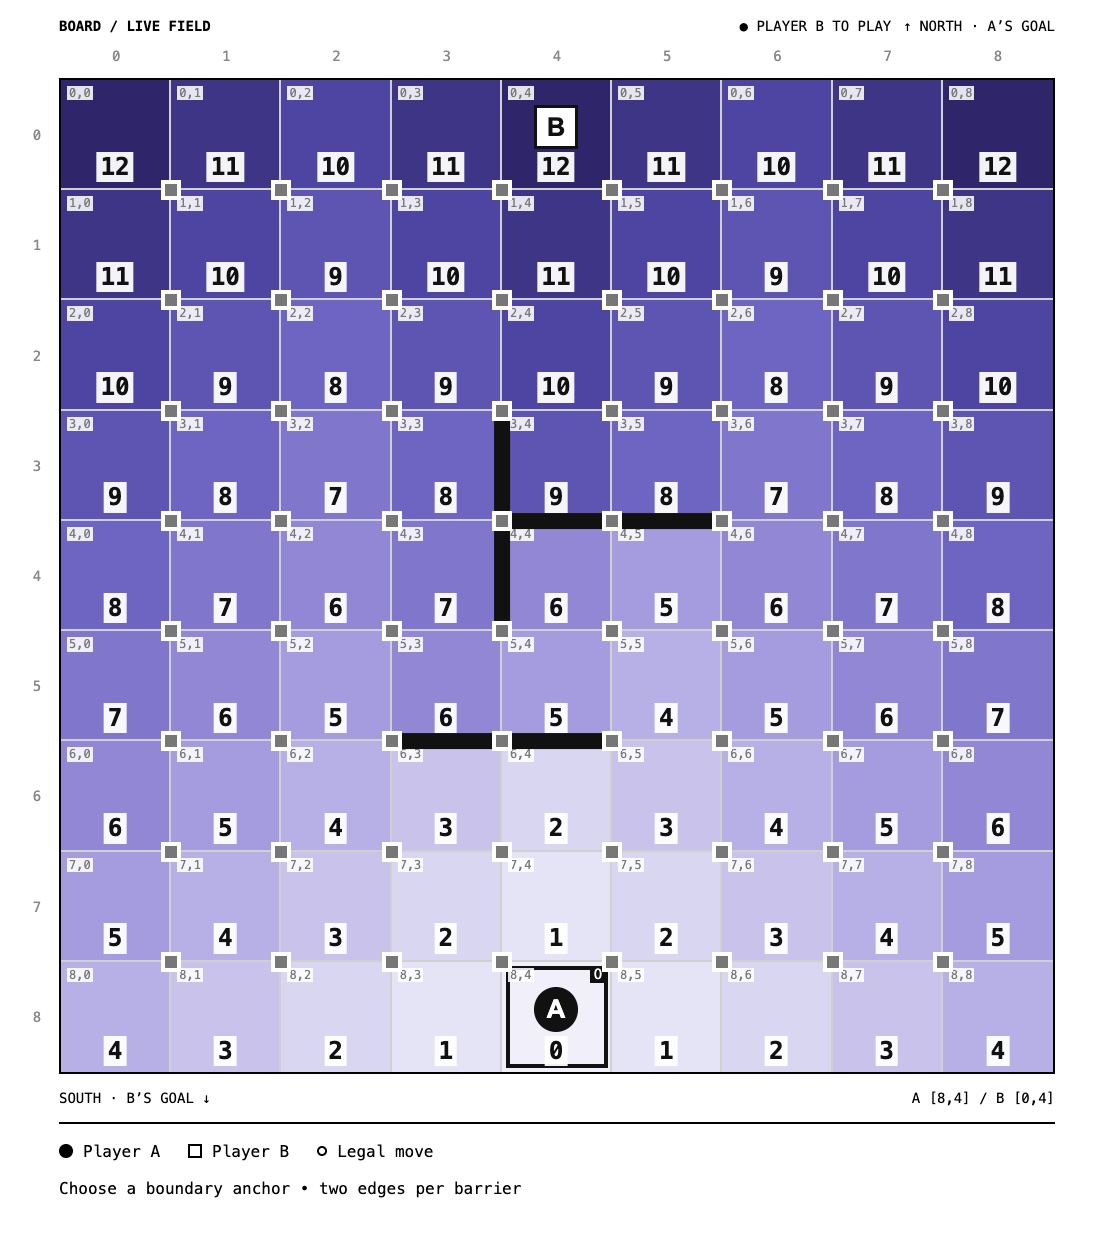 BOARD / LIVE FIELD
● PLAYER B TO PLAY ↑ NORTH · A’S GOAL
0 1 2 3 4 5 6 7 8
0,0 0,1 0,2 0,3 0,4 0,5 0,6 0,7 0,8
B
0
12 11 10 11 12 11 10 11 12
1,0 1,1 1,2 1,3 1,4 1,5 1,6 1,7 1,8
1
11 10 9 10 11 10 9 10 11
2,0 2,1 2,2 2,3 2,4 2,5 2,6 2,7 2,8
2
10 9 8 9 10 9 8 9 10
3,0 3,1 3,2 3,3 3,4 3,5 3,6 3,7 3,8
3
9 8 7 8 9 8 7 8 9
4,0 4,1 4,2 4,3 4,4 4,5 4,6 4,7 4,8
4
8 7 6 7 6 5 6 7 8
5,0 5,1 5,2 5,3 5,4 5,5 5,6 5,7 5,8
5
7 6 5 6 5 4 5 6 7
6,0 6,1 6,2 6,3 6,4 6,5 6,6 6,7 6,8
6
6 5 4 3 2 3 4 5 6
7,0 7,1 7,2 7,3 7,4 7,5 7,6 7,7 7,8
7
5 4 3 2 1 2 3 4 5
8,0 8,1 8,2 8,3 8,4 0 8,5 8,6 8,7 8,8
8 A
4 3 2 1 0 1 2 3 4
SOUTH · B’S GOAL ↓
A [8,4] / B [0,4]
Player A Player B Legal move
Choose a boundary anchor • two edges per barrier